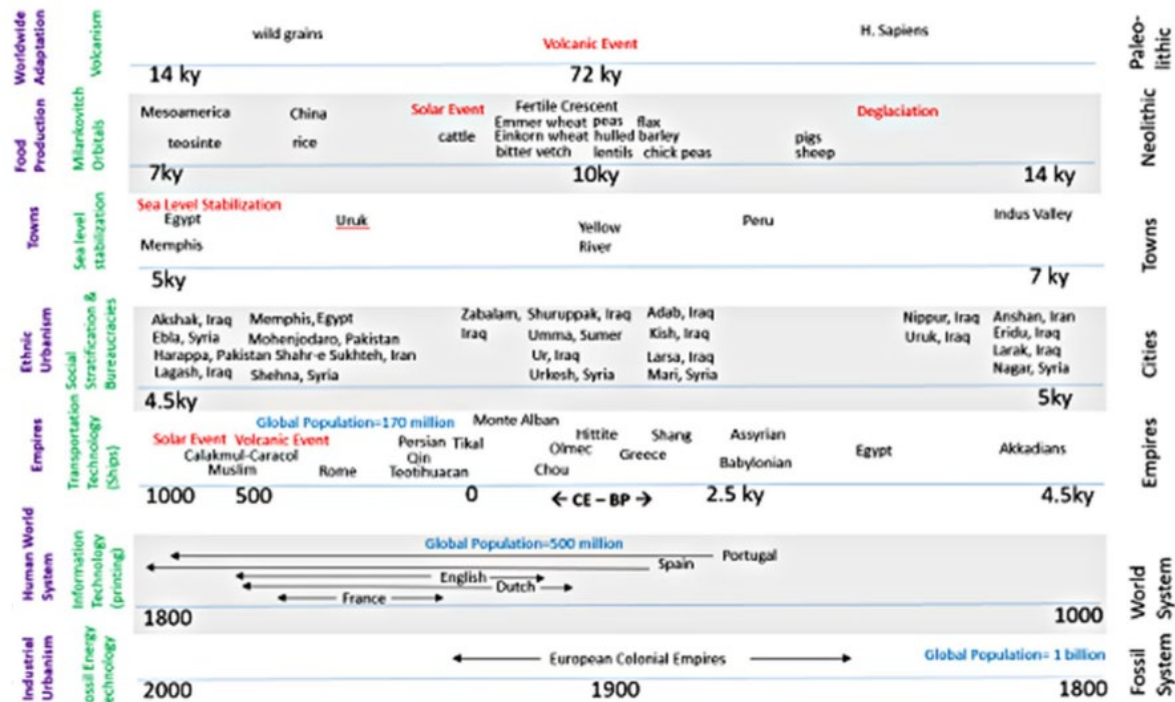 Worldwide
Adaptation
Volcanism
wild grains
Volcanic Event
H. Sapiens
14 ky
72 ky
Paleo-
lithic
Food
Production
Milankovitch
Orbitals
Mesoamerica
China
Solar Event
Fertile Crescent
Deglaciation
teosinte
rice
cattle
Emmer wheat peas flax
Einkorn wheat hulled barley
bitter vetch lentils chick peas
pigs
sheep
7ky
10ky
14 ky
Neolithic
Towns
Sea level
stabilization
Sea Level Stabilization
Egypt
Uruk
Yellow
River
Peru
Indus Valley
Memphis
5ky
7 ky
Towns
Ethnic
Urbanism
Social
Stratification &
Bureaucracies
Akshak, Iraq
Memphis, Egypt
Zabalam, Shuruppak, Iraq
Adab, Iraq
Nippur, Iraq
Anshan, Iran
Ebla, Syria
Mohenjodaro, Pakistan
Iraq
Umma, Sumer
Kish, Iraq
Uruk, Iraq
Eridu, Iraq
Harappa, Pakistan Shahr-e Sukhteh, Iran
Ur, Iraq
Larsa, Iraq
Larak, Iraq
Lagash, Iraq
Shehna, Syria
Urkesh, Syria
Mari, Syria
Nagar, Syria
4.5ky
5ky
Cities
Empires
Transportation
Technology
(Ships)
Global Population=170 million
Monte Alban
Solar Event Volcanic Event
Persian Tikal
Hittite
Shang
Assyrian
Calakmul-Caracol
Qin
Olmec
Greece
Egypt
Akkadians
Muslim
Rome
Teotihuacan
Chou
Babylonian
1000
500
0
← CE – BP →
2.5 ky
4.5ky
Empires
Human World
System
Information
Technology
(printing)
Global Population=500 million
Portugal
Spain
English
Dutch
France
1800
1000
World
System
Industrial
Urbanism
ossil Energy
echnology
European Colonial Empires
Global Population= 1 billion
2000
1900
1800
Fossil
System